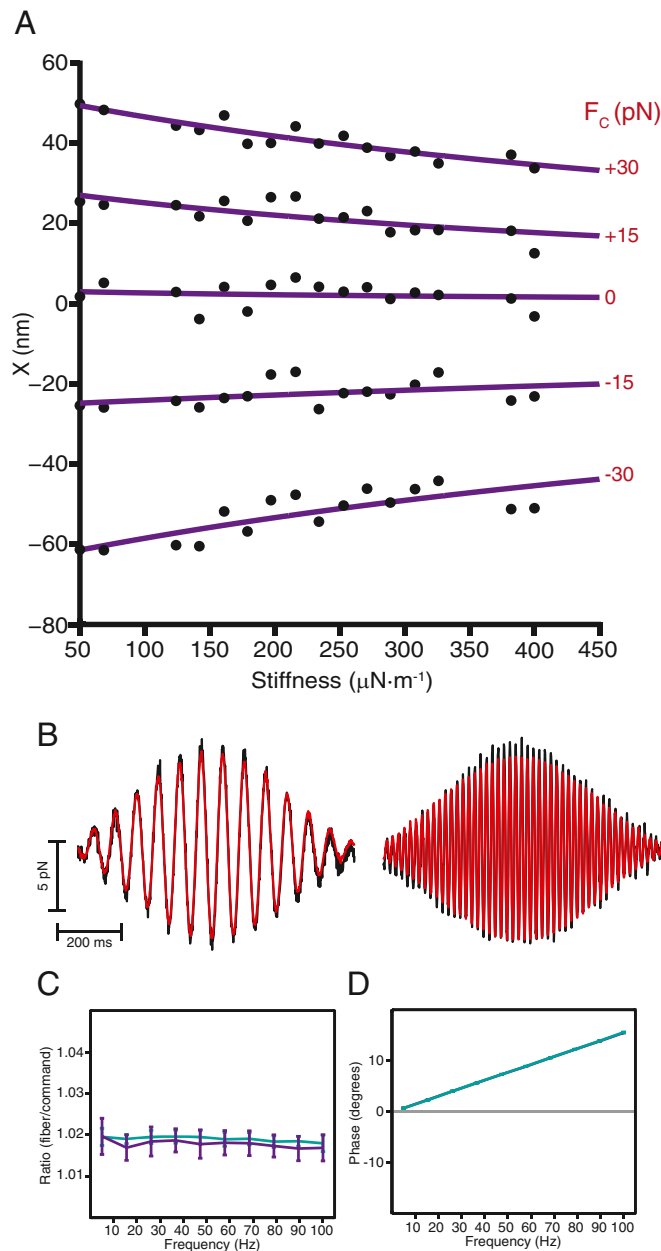 A
F_C (pN)
X (nm)
60
40
20
0
−20
−40
−60
−80
+30
+15
0
-15
-30
50 100 150 200 250 300 350 400 450
Stiffness (μN·m⁻¹)
B
5 pN
200 ms
C
Ratio (fiber/command)
1.04
1.03
1.02
1.01
10 20 30 40 50 60 70 80 90 100
Frequency (Hz)
D
Phase (degrees)
10
0
-10
10 20 30 40 50 60 70 80 90 100
Frequency (Hz)